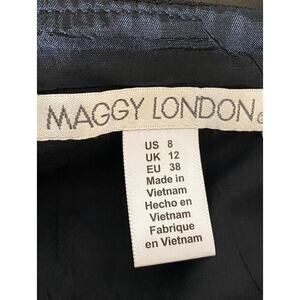 MAGGY LONDON
US 8
UK 12
EU 38
Made in
Vietnam
Hecho en
Vietnam
Fabrique
en Vietnam